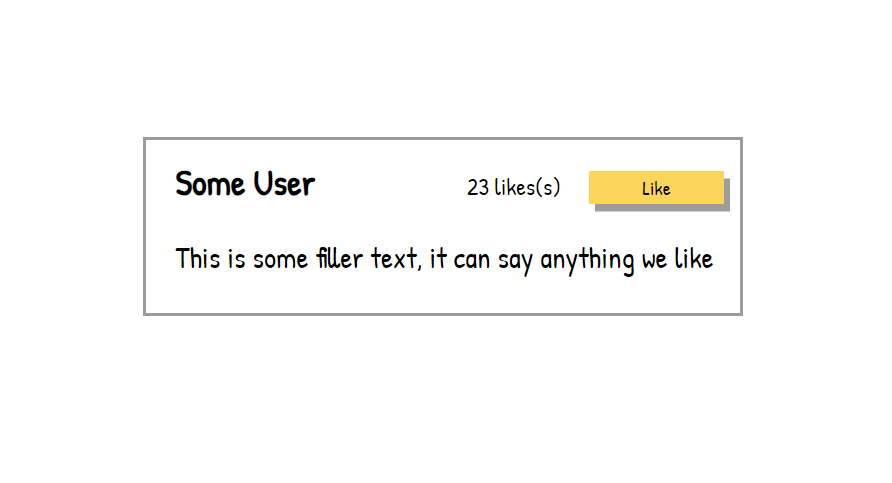 Some User
23 likes(s)
Like
This is some filler text, it can say anything we like